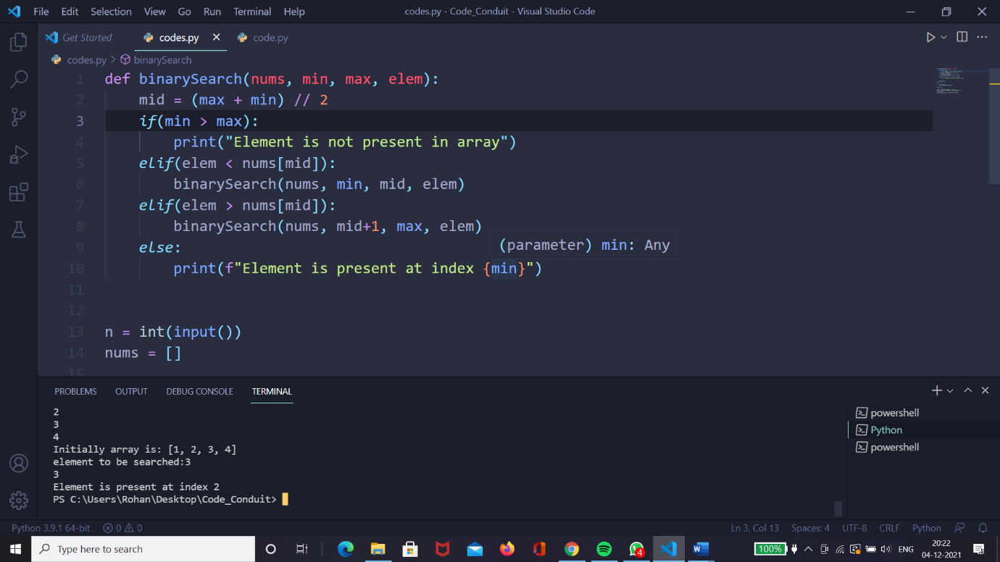 File Edit Selection View Go Run Terminal Help
codes.py - Code_Conduit - Visual Studio Code
Get Started codes.py code.py
codes.py > binarySearch
1 def binarySearch(nums, min, max, elem):
2 mid = (max + min) // 2
3 if(min > max):
4 print("Element is not present in array")
5 elif(elem < nums[mid]):
6 binarySearch(nums, min, mid, elem)
7 elif(elem > nums[mid]):
8 binarySearch(nums, mid+1, max, elem)
9 else:
(parameter) min: Any
10 print(f"Element is present at index {min}")
11
12
13 n = int(input())
14 nums = []
15
PROBLEMS OUTPUT DEBUG CONSOLE TERMINAL
2
3
4
Initially array is: [1, 2, 3, 4]
element to be searched:3
3
Element is present at index 2
PS C:\Users\Rohan\Desktop\Code_Conduit>
powershell
Python
powershell
Python 3.9.1 64-bit 0 0 Ln 3, Col 13 Spaces: 4 UTF-8 CRLF Python
Type here to search
4
100%
ENG
20:22
04-12-2021